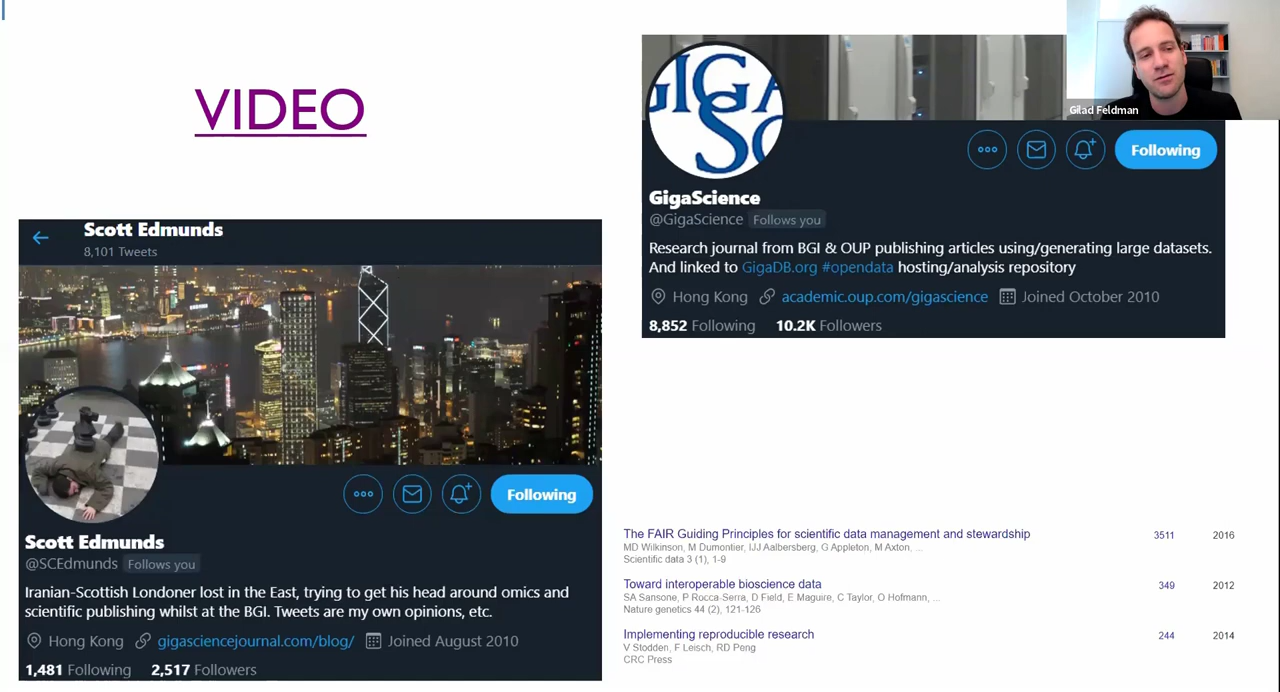 VIDEO
Scott Edmunds
8,101 Tweets
Following
Scott Edmunds
@SCEdmunds Follows you
Iranian-Scottish Londoner lost in the East, trying to get his head around omics and
scientific publishing whilst at the BGI. Tweets are my own opinions, etc.
Hong Kong gigasciencejournal.com/blog/ Joined August 2010
1,481 Following 2,517 Followers
GIGA
SC
Gilad Feldman
Following
GigaScience
@GigaScience Follows you
Research journal from BGI & OUP publishing articles using/generating large datasets.
And linked to GigaDB.org #opendata hosting/analysis repository
Hong Kong academic.oup.com/gigascience Joined October 2010
8,852 Following 10.2K Followers
The FAIR Guiding Principles for scientific data management and stewardship 3511 2016
MD Wilkinson, M Dumontier, IJJ Aalbersberg, G Appleton, M Axton, ...
Scientific data 3 (1), 1-9
Toward interoperable bioscience data 349 2012
SA Sansone, P Rocca-Serra, D Field, E Maguire, C Taylor, O Hofmann, ...
Nature genetics 44 (2), 121-126
Implementing reproducible research 244 2014
V Stodden, F Leisch, RD Peng
CRC Press